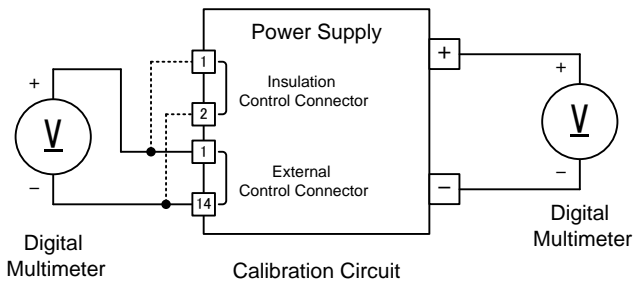 Power Supply
+
1
Insulation
Control Connector
2
1
External
Control Connector
14
+
V
−
Digital
Multimeter
+
V
−
−
Digital
Multimeter
Calibration Circuit